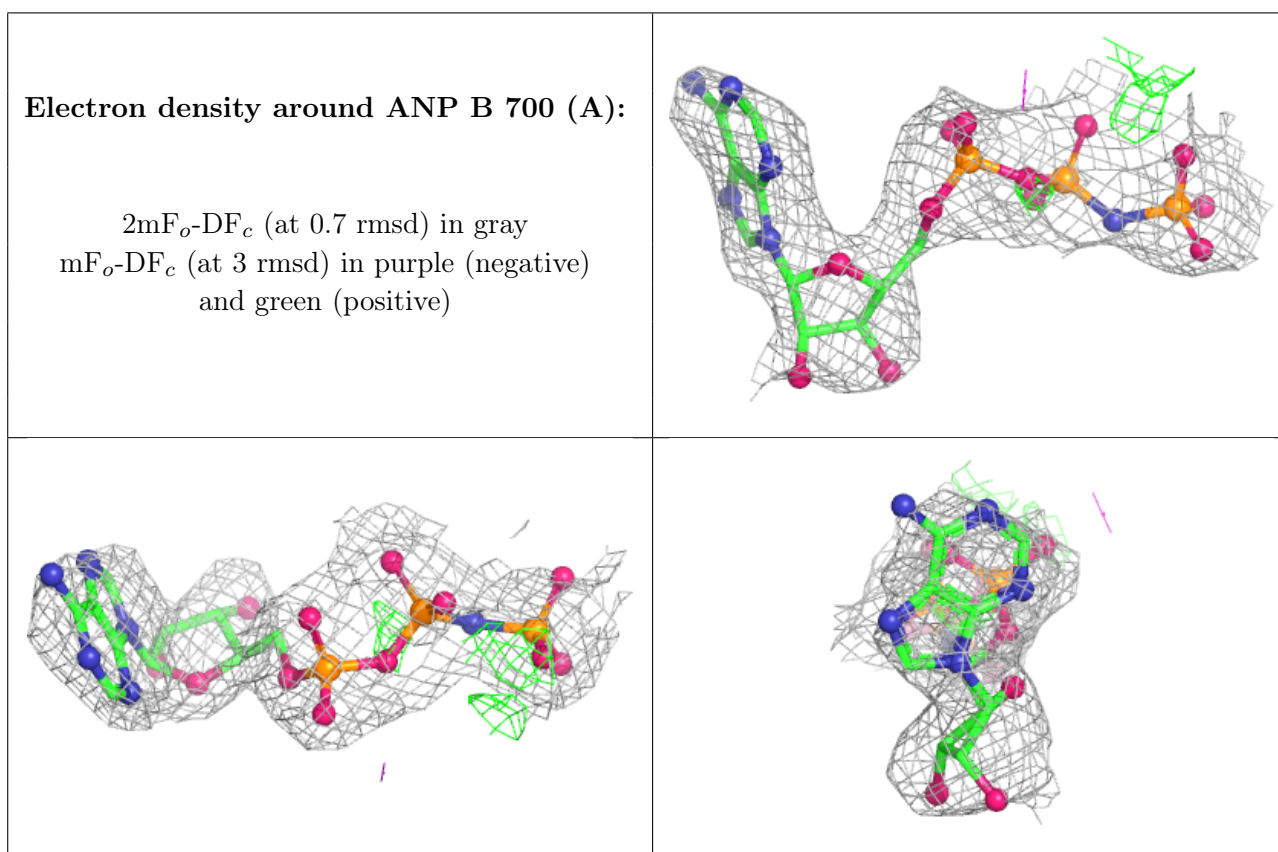 Electron density around ANP B 700 (A):
2mFo-DFc (at 0.7 rmsd) in gray
mFo-DFc (at 3 rmsd) in purple (negative)
and green (positive)